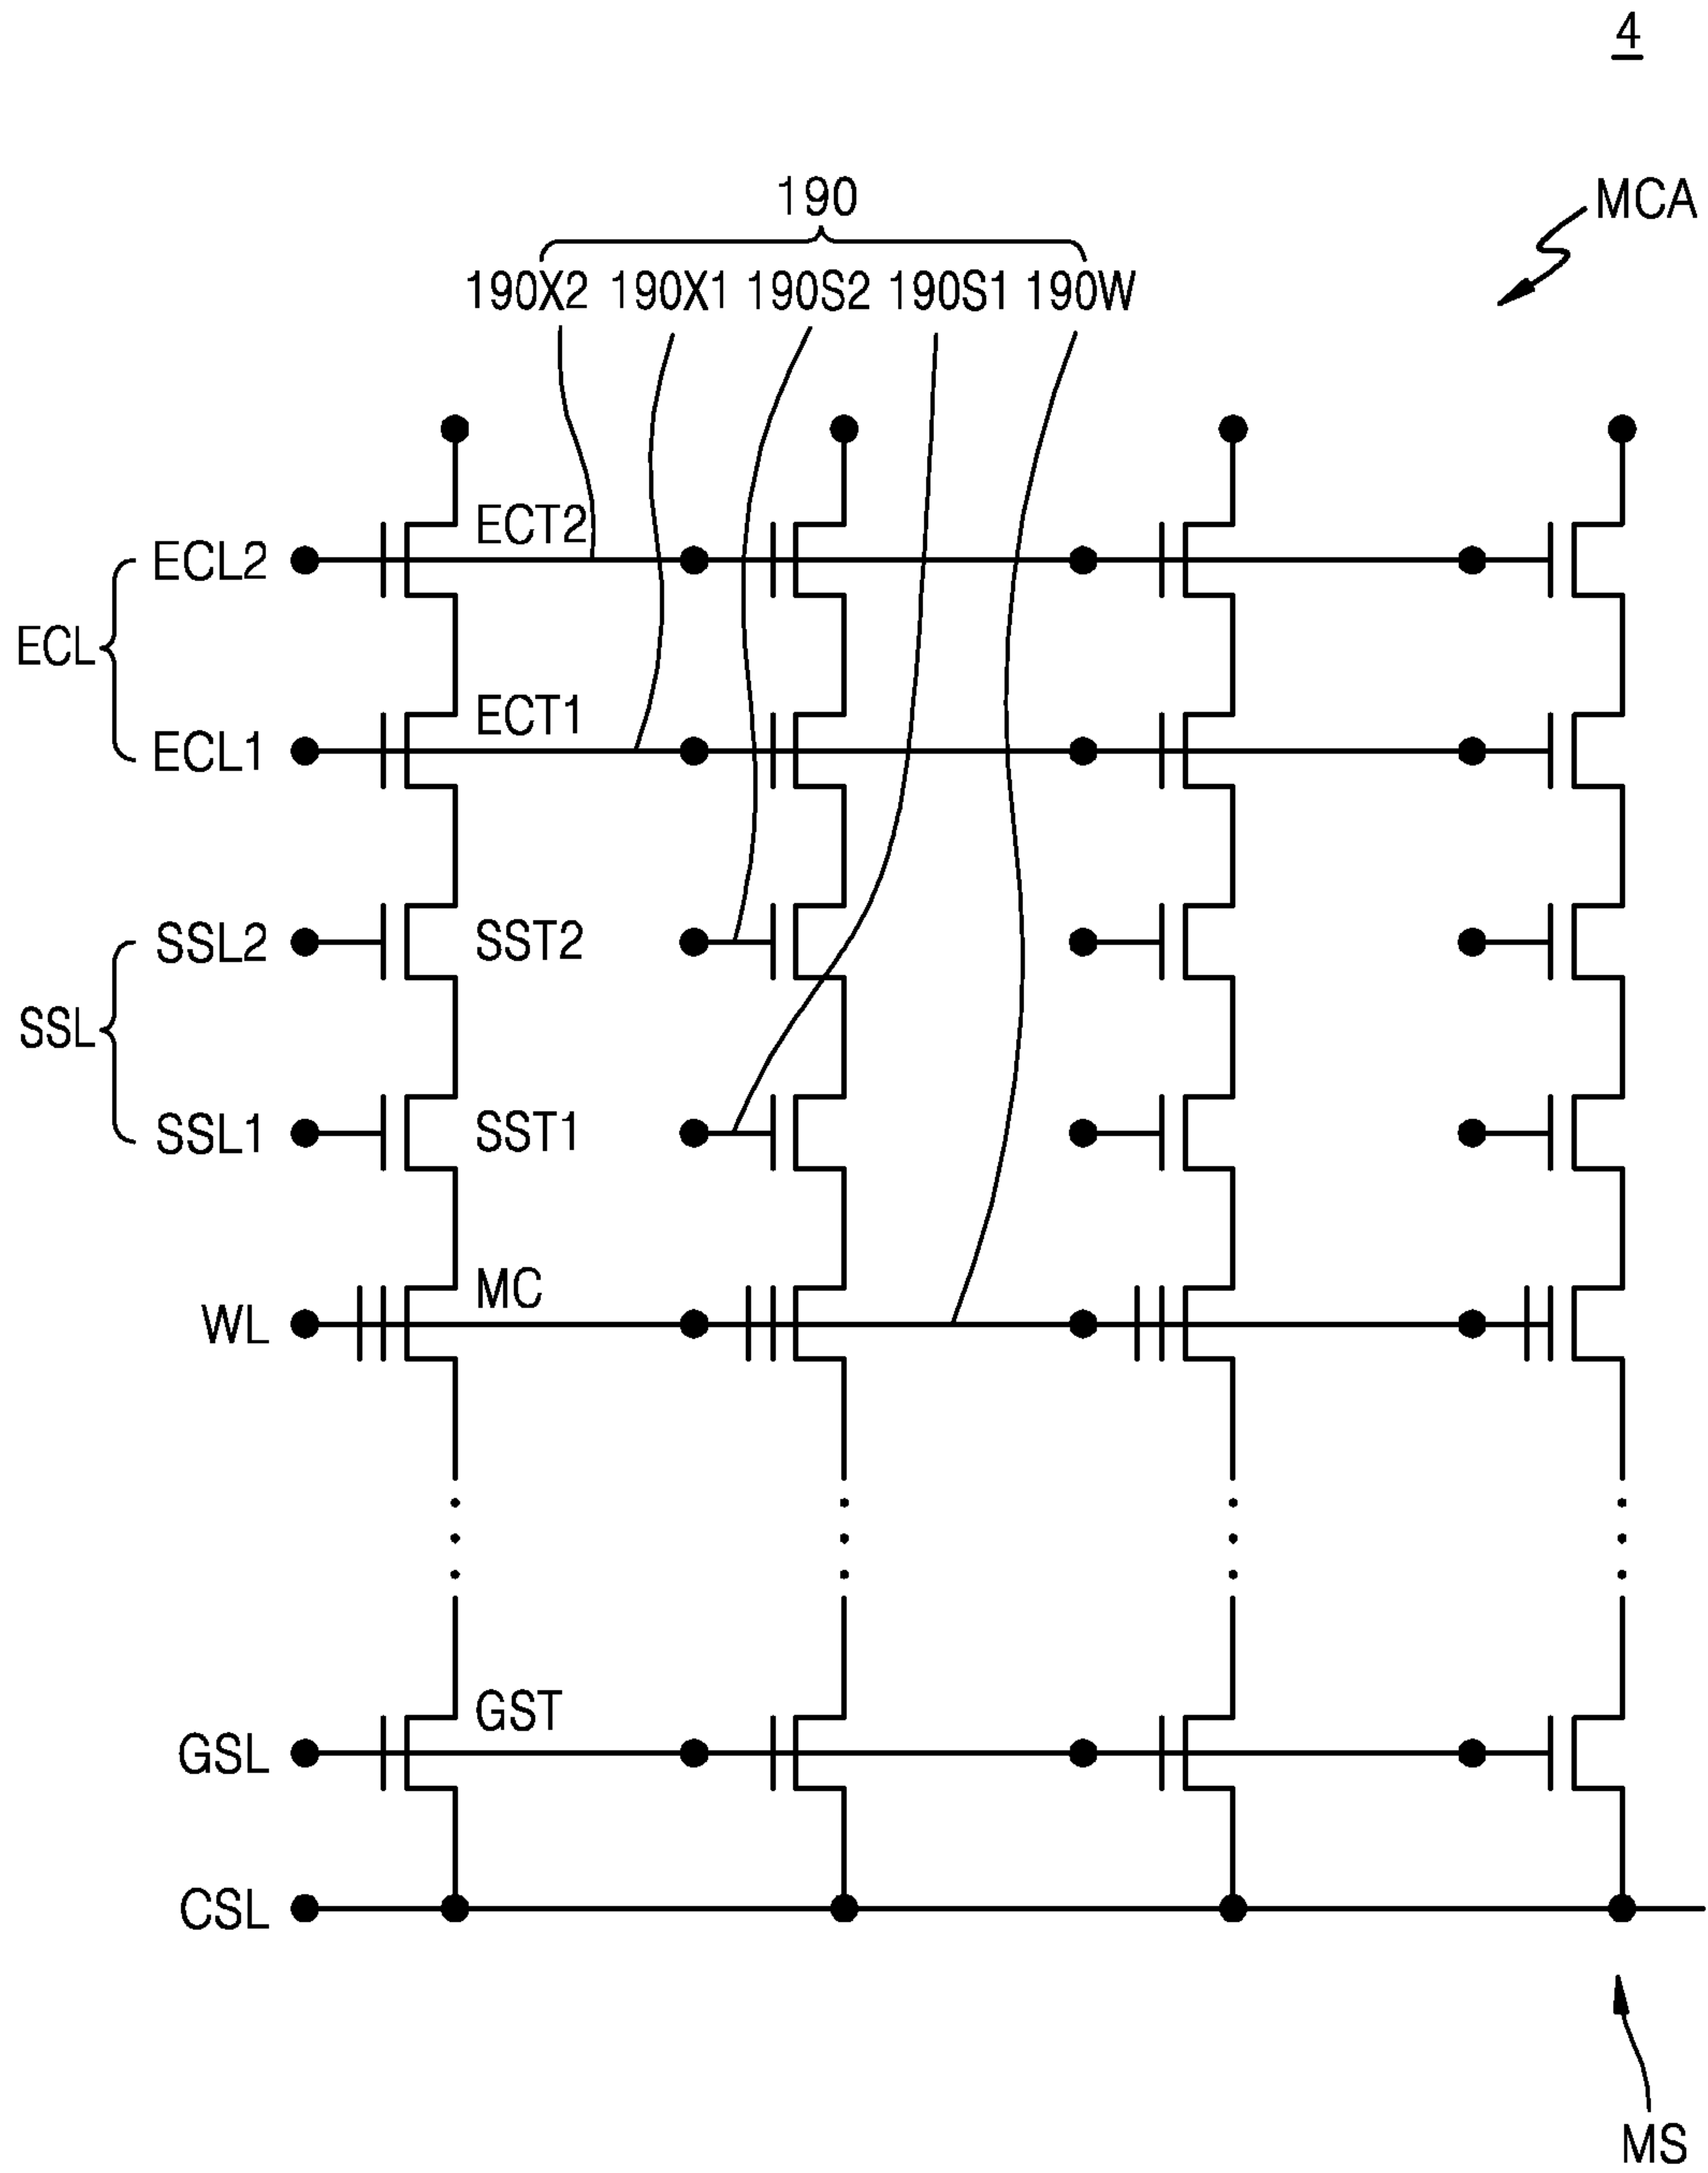 4
MCA
190
190X2 190X1 190S2 190S1 190W
ECT2
ECL2
ECL
ECT1
ECL1
SSL2 SST2
SSL
SSL1 SST1
MC
WL
GST
GSL
CSL
MS